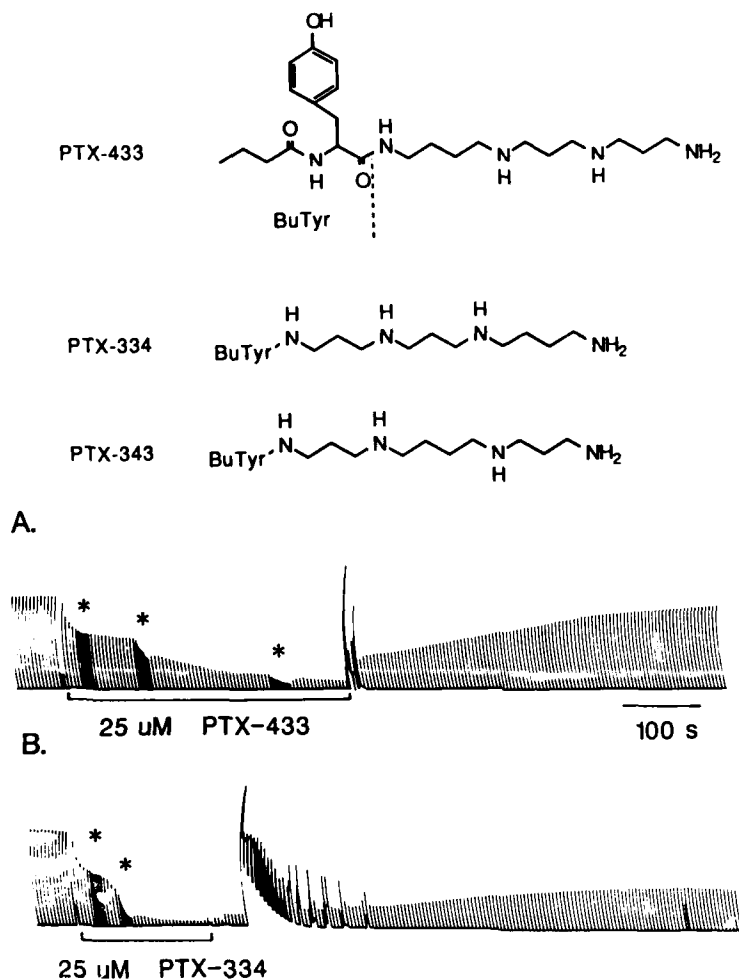 OH
PTX-433
O
N
H
H
N
O
N
H
N
H
NH2
BuTyr
PTX-334
BuTyr
H
N
H
N
H
N
NH2
PTX-343
BuTyr
H
N
H
N
N
H
NH2
A.
* * *
25 uM PTX-433
100 s
B.
* *
25 uM PTX-334